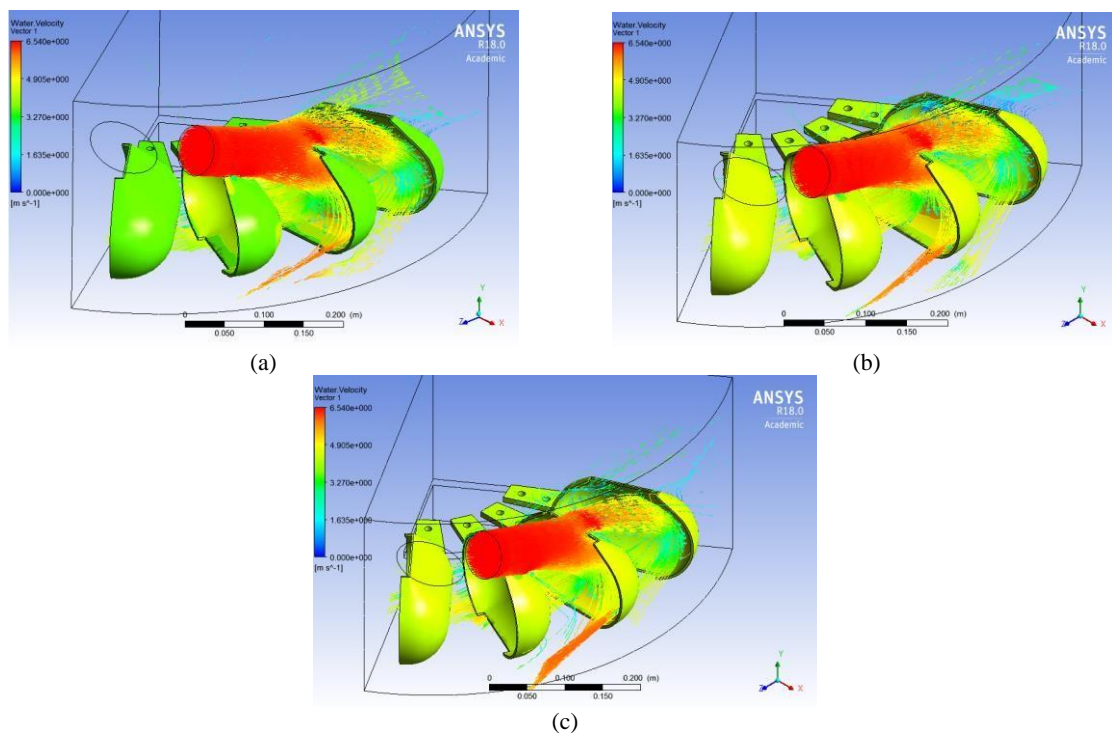 Water.Velocity
Vector 1
6.540e+000
4.905e+000
3.270e+000
1.635e+000
0.000e+000
[m s^-1]
ANSYS
R18.0
Academic
Y
Z
X
0
0.100
0.200
(m)
0.050
0.150
(a)
Water.Velocity
Vector 1
6.540e+000
4.905e+000
3.270e+000
1.635e+000
0.000e+000
[m s^-1]
ANSYS
R18.0
Academic
Y
Z
X
0
0.100
0.200
(m)
0.050
0.150
(b)
Water.Velocity
Vector 1
6.540e+000
4.905e+000
3.270e+000
1.635e+000
0.000e+000
[m s^-1]
ANSYS
R18.0
Academic
Y
Z
X
0
0.100
0.200
(m)
0.050
0.150
(c)